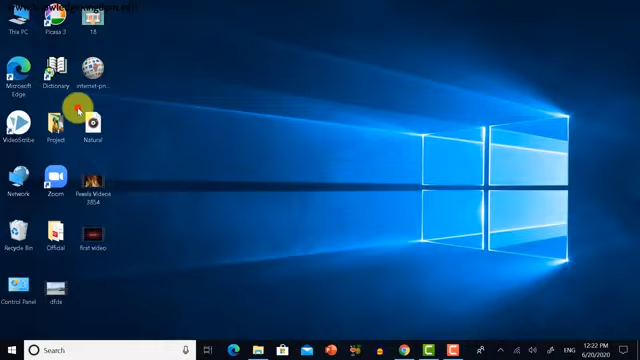 This PC
Picasa 3
18
Microsoft Edge
Dictionary
internet-pn...
VideoScribe
Project
Natural
Network
Zoom
Pexels Videos 3854
Recycle Bin
Official
first video
Control Panel
dfds
Search
ENG
12:22 PM
6/20/2020